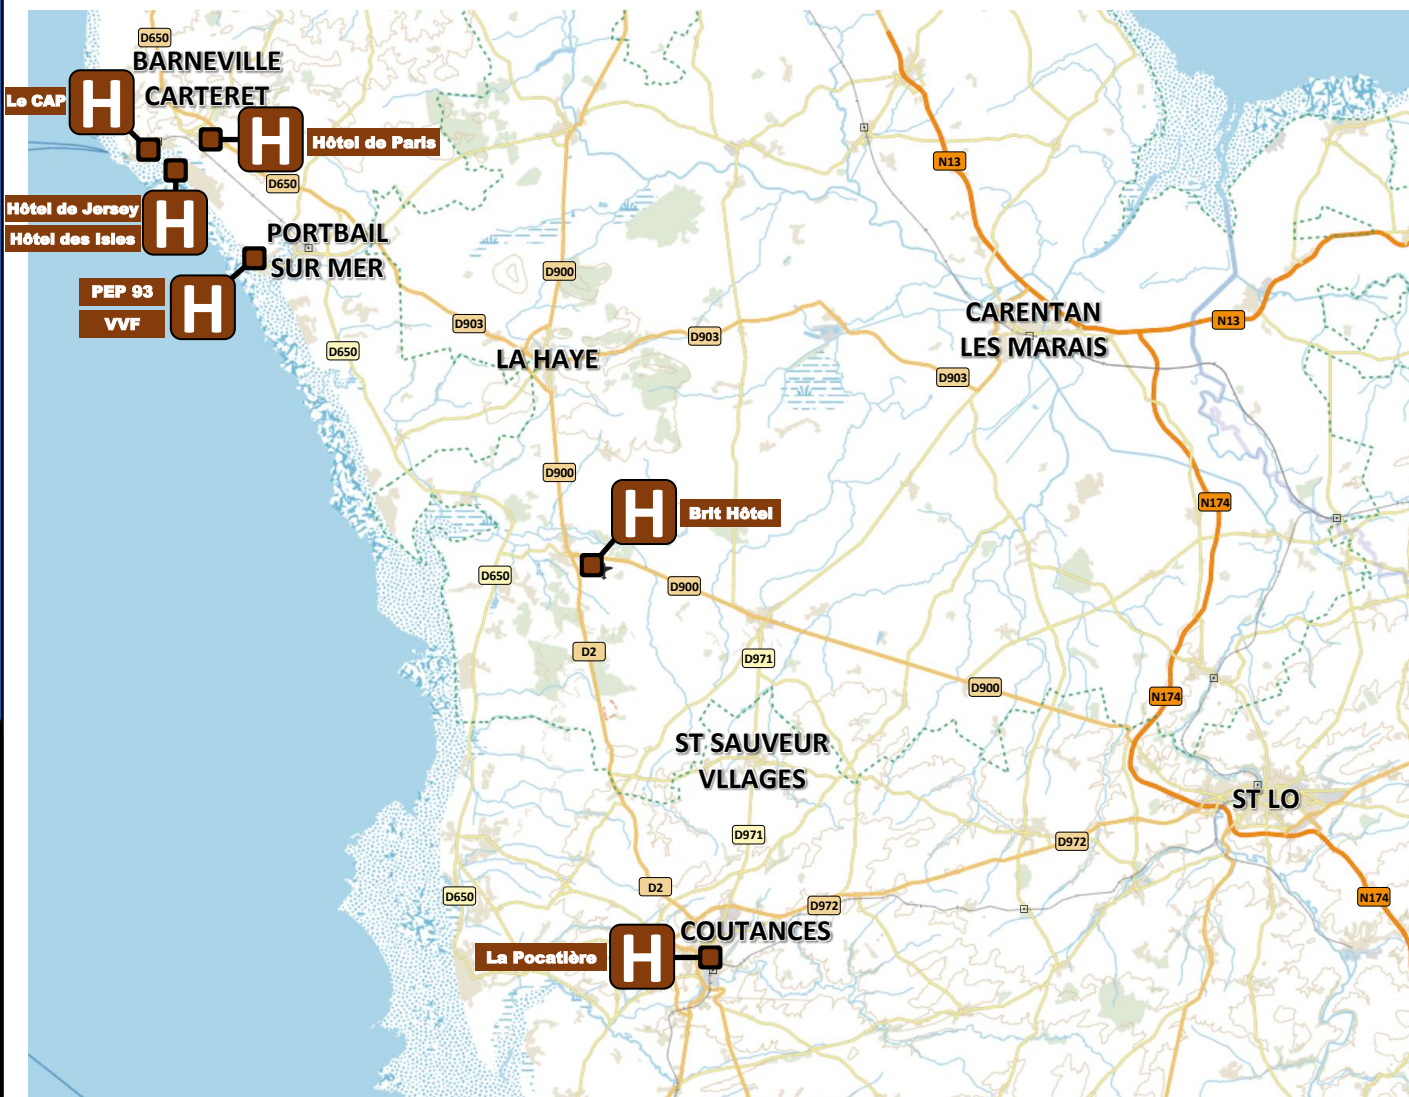 D650
BARNEVILLE
CARTERET
Le CAP
H
H
Hôtel de Paris
N13
D650
Hôtel de Jersey
Hôtel des Isles
H
PORTBAIL
SUR MER
D900
PEP 93
VVF
H
CARENTAN
LES MARAIS
N13
D903
D903
D650
LA HAYE
D903
D900
H
Brit Hôtel
N174
D650
D900
D2
D971
D900
N174
ST SAUVEUR
VLLAGES
ST LO
D971
D972
D2
D650
D972
N174
COUTANCES
La Pocatière
H